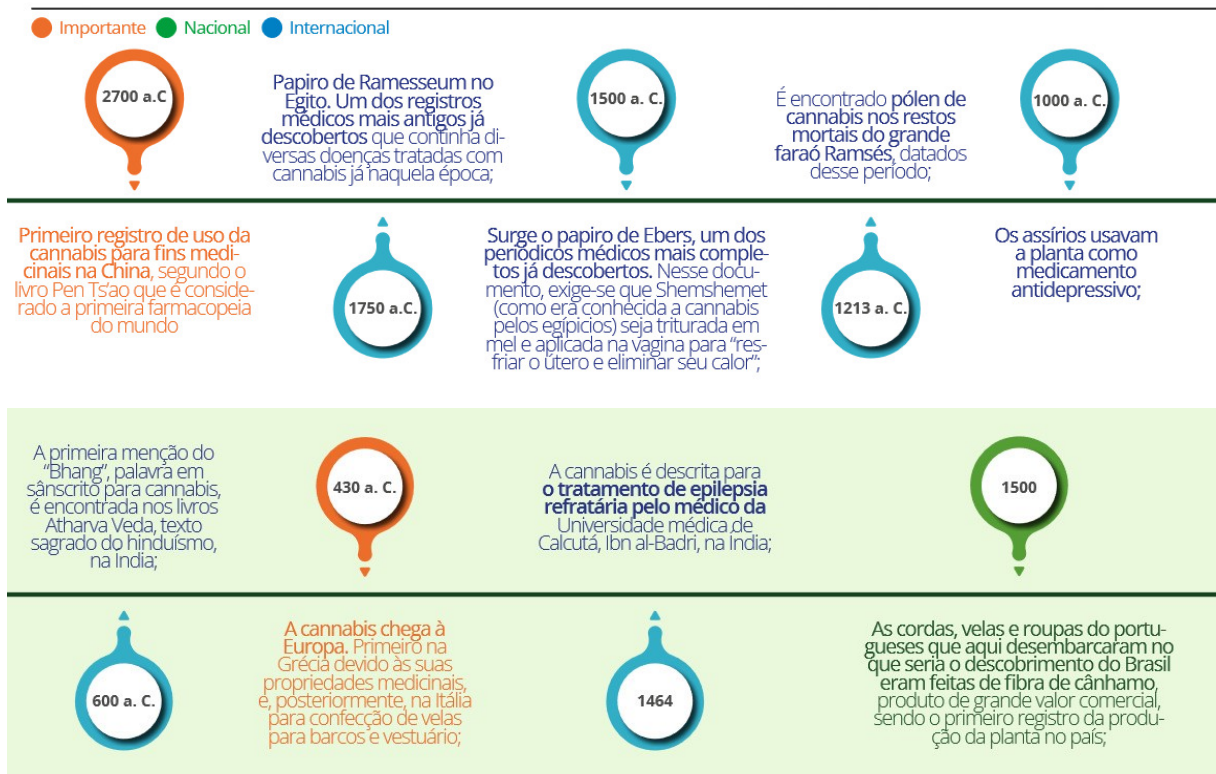 Importante Nacional Internacional
2700 a.C
Primeiro registro de uso da
cannabis para fins medi-
cinais na China, segundo o
livro Pen Ts'ao que é conside-
rado a primeira farmacopeia
do mundo
Papiro de Ramesseum no
Egito. Um dos registros
médicos mais antigos já
descobertos que continha di-
versas doenças tratadas com
cannabis já naquela época;
1750 a.C.
1500 a. C.
Surge o papiro de Ebers, um dos
periódicos médicos mais comple-
tos já descobertos. Nesse docu-
mento, exige-se que Shemshemet
(como era conhecida a cannabis
pelos egípicios) seja triturada em
mel e aplicada na vagina para “res-
friar o útero e eliminar seu calor”;
É encontrado pólen de
cannabis nos restos
mortais do grande
faraó Ramsés, datados
desse período;
1213 a. C.
1000 a. C.
Os assírios usavam
a planta como
medicamento
antidepressivo;
A primeira menção do
“Bhang”, palavra em
sânscrito para cannabis,
é encontrada nos livros
Atharva Veda, texto
sagrado do hinduísmo,
na Índia;
600 a. C.
430 a. C.
A cannabis chega à
Europa. Primeiro na
Grécia devido às suas
propriedades medicinais,
e, posteriormente, na Itália
para confecção de velas
para barcos e vestuário;
A cannabis é descrita para
o tratamento de epilepsia
refratária pelo médico da
Universidade médica de
Calcutá, Ibn al-Badri, na Índia;
1464
1500
As cordas, velas e roupas do portu-
gueses que aqui desembarcaram no
que seria o descobrimento do Brasil
eram feitas de fibra de cânhamo,
produto de grande valor comercial,
sendo o primeiro registro da produ-
ção da planta no país;